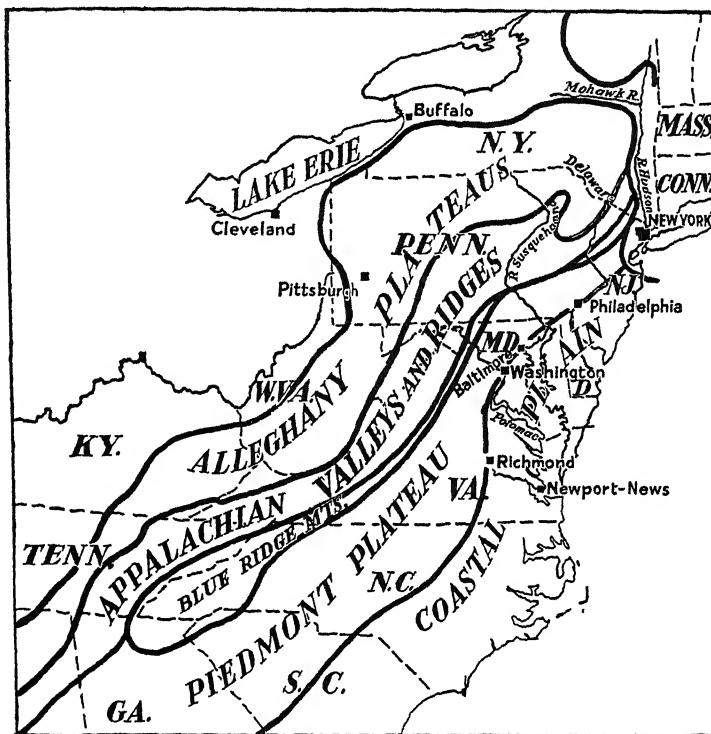 Mohawk R.
Buffalo
MASS.
N. Y.
LAKE ERIE
Delaware
R. Hudson
CONN.
Cleveland
NEW YORK
R. Susquehanna
PENN.
Pittsburgh
N.J.
Philadelphia
MD.
Baltimore
Washington
D.
W.VA.
ALLEGHANY PLATEAUS
Potomac
KY.
Richmond
VA.
Newport-News
TENN.
APPALACHIAN VALLEYS AND RIDGES
BLUE RIDGE MTS.
N.C.
PIEDMONT PLATEAU
COASTAL PLAIN
S. C.
GA.